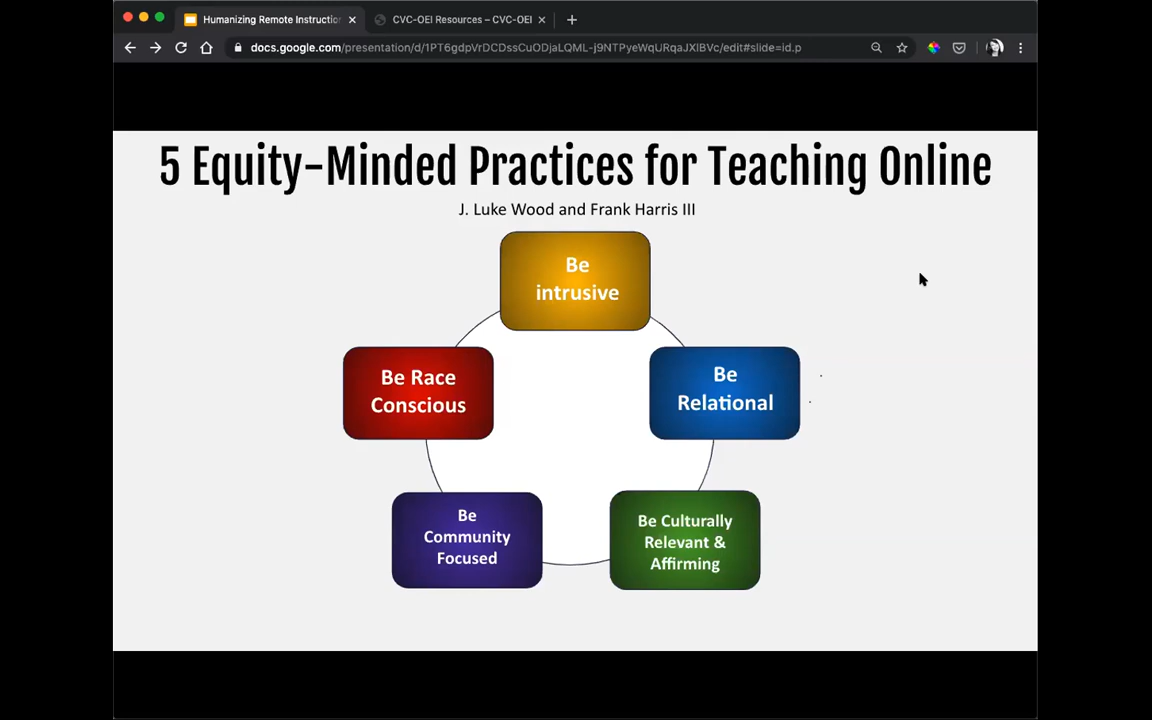 Humanizing Remote Instructio
CVC-OEI Resources – CVC-OEI
docs.google.com/presentation/d/1PT6gdpVrDCDssCuODjaLQML-j9NTPyeWqURqaJXlBVc/edit#slide=id.p
5 Equity-Minded Practices for Teaching Online
J. Luke Wood and Frank Harris III
Be
intrusive
Be Race
Conscious
Be
Relational
Be
Community
Focused
Be Culturally
Relevant &
Affirming